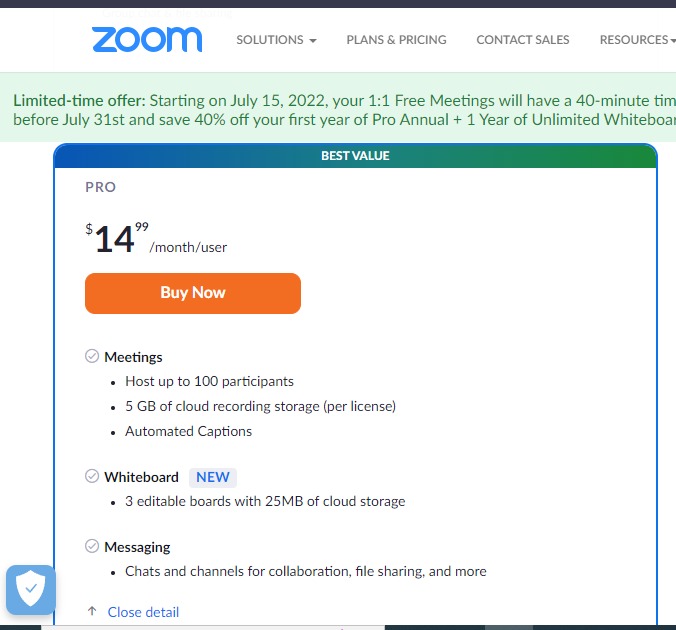 zoom SOLUTIONS PLANS & PRICING CONTACT SALES RESOURCES
Limited-time offer: Starting on July 15, 2022, your 1:1 Free Meetings will have a 40-minute
before July 31st and save 40% off your first year of Pro Annual + 1 Year of Unlimited
BEST VALUE
PRO
$14 99 /month/user
Buy Now
Meetings
• Host up to 100 participants
• 5 GB of cloud recording storage (per license)
• Automated Captions
Whiteboard NEW
• 3 editable boards with 25MB of cloud storage
Messaging
• Chats and channels for collaboration, file sharing, and more
↑ Close detail